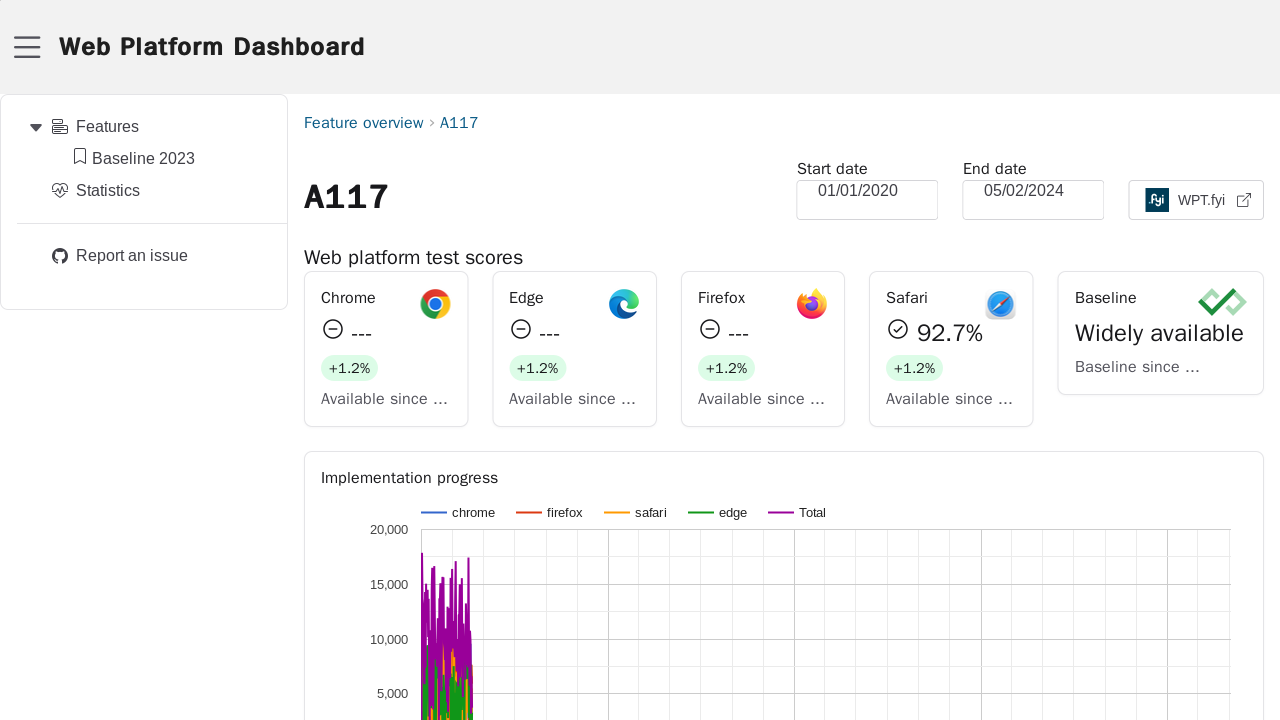 Web Platform Dashboard
Features
Baseline 2023
Statistics
Report an issue
Feature overview › A117
A117
Start date
01/01/2020
End date
05/02/2024
.fyi WPT.fyi
Web platform test scores
Chrome
---
+1.2%
Available since ...
Edge
---
+1.2%
Available since ...
Firefox
---
+1.2%
Available since ...
Safari
92.7%
+1.2%
Available since ...
Baseline
Widely available
Baseline since ...
Implementation progress
chrome firefox safari edge Total
20,000
15,000
10,000
5,000